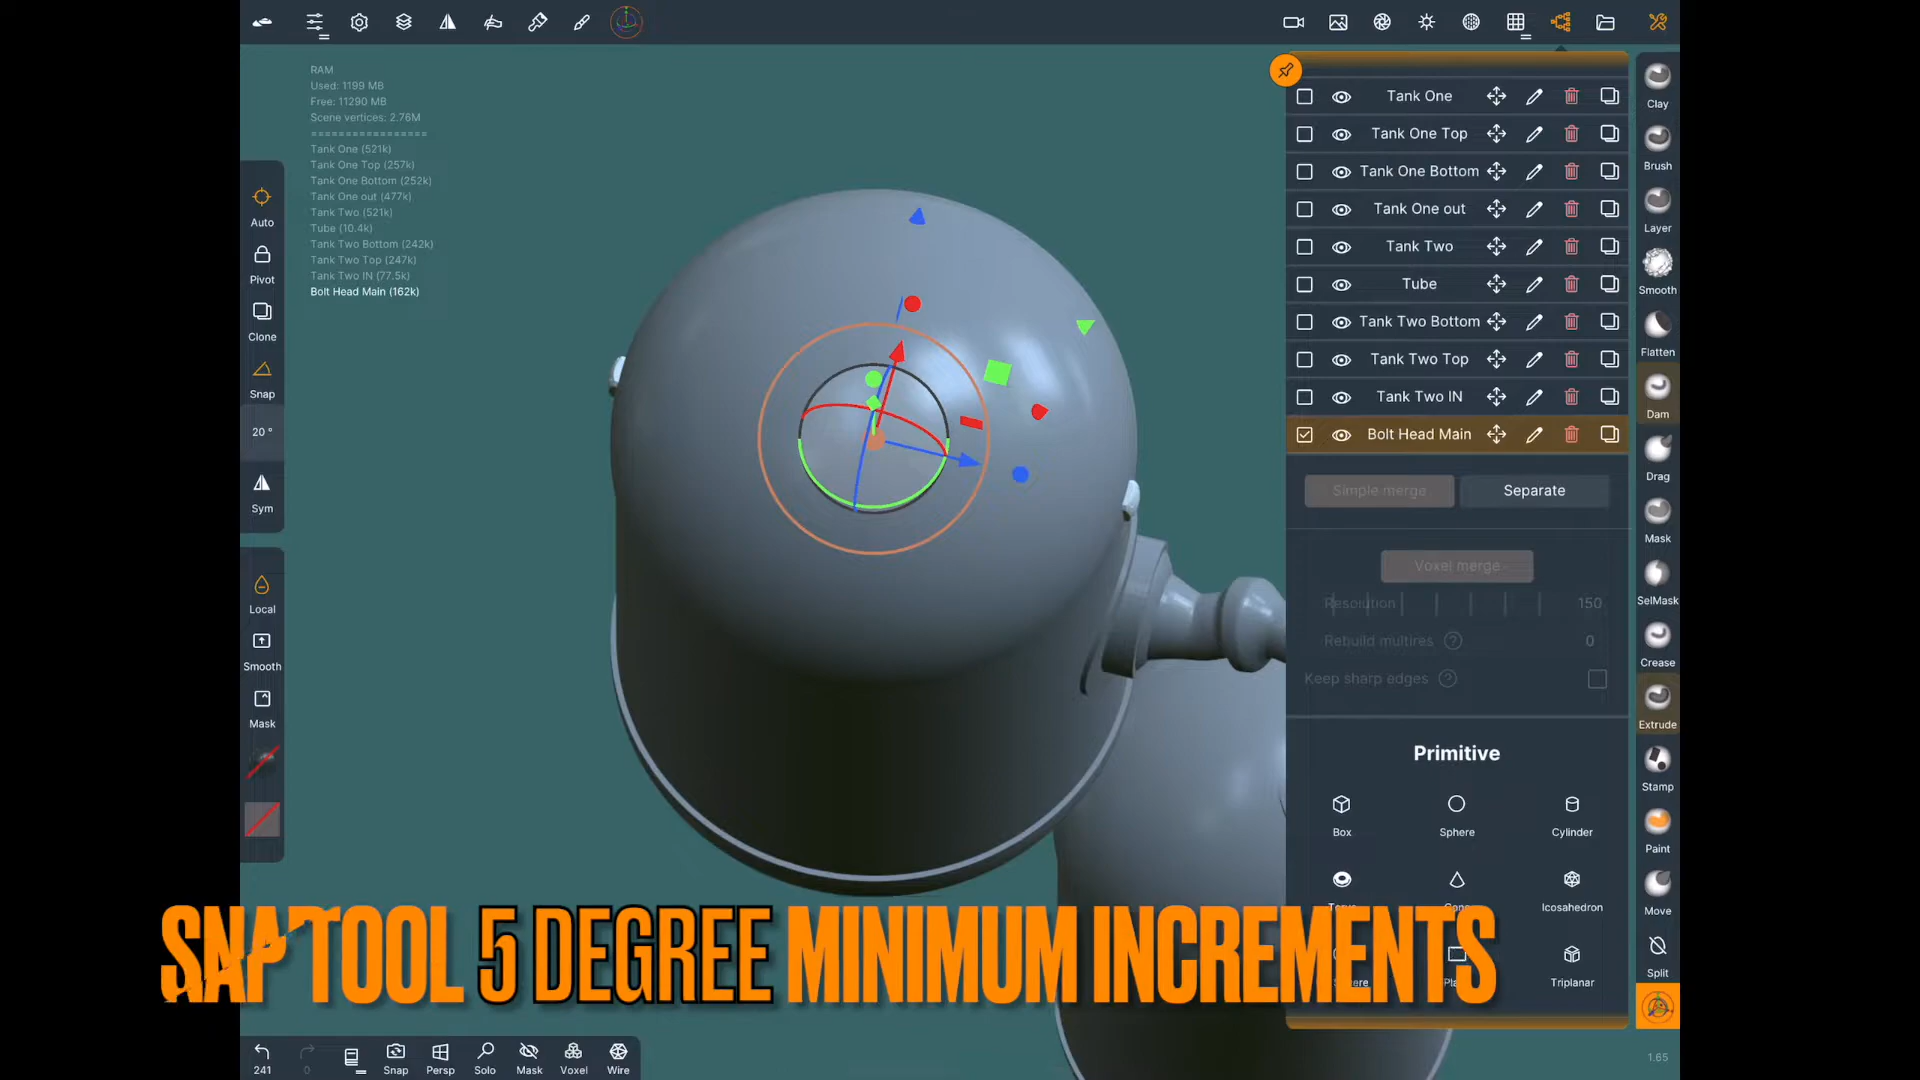 RAM
Used: 1199 MB
Free: 11290 MB
Scene vertices: 2.76M
=================
Tank One (521k)
Tank One Top (257k)
Tank One Bottom (252k)
Tank One out (477k)
Tank Two (521k)
Tube (10.4k)
Tank Two Bottom (242k)
Tank Two Top (247k)
Tank Two IN (77.5k)
Bolt Head Main (162k)
Auto
Pivot
Clone
Snap
20 °
Sym
Local
Smooth
Mask
Tank One
Tank One Top
Tank One Bottom
Tank One out
Tank Two
Tube
Tank Two Bottom
Tank Two Top
Tank Two IN
Bolt Head Main
Simple merge Separate
Voxel merge
Resolution 150
Rebuild multires ? 0
Keep sharp edges ?
Primitive
Box Sphere Cylinder
Icosahedron
Triplanar
Clay
Brush
Layer
Smooth
Flatten
Dam
Drag
Mask
SelMask
Crease
Extrude
Stamp
Paint
Move
Split
1.65
SNAP TOOL 5 DEGREE MINIMUM INCREMENTS
241 0 Snap Persp Solo Mask Voxel Wire